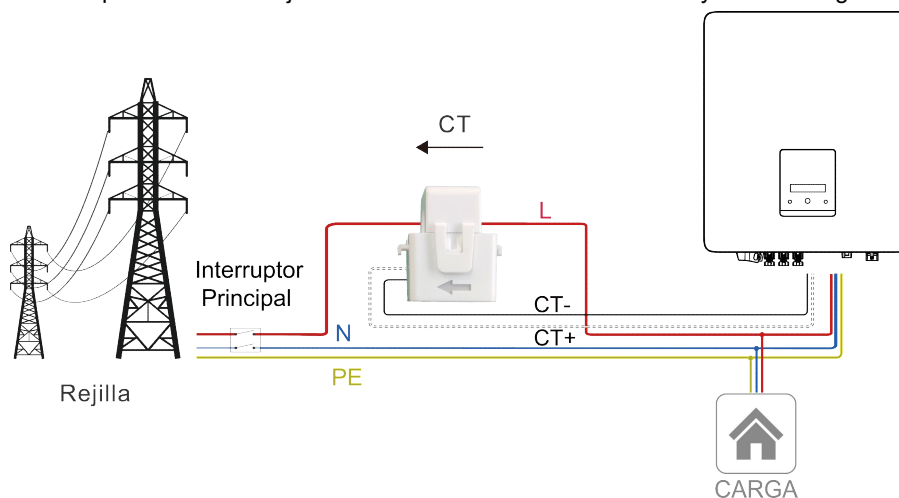 CT
L
Interruptor
Principal
CT-
N
CT+
PE
Rejilla
CARGA